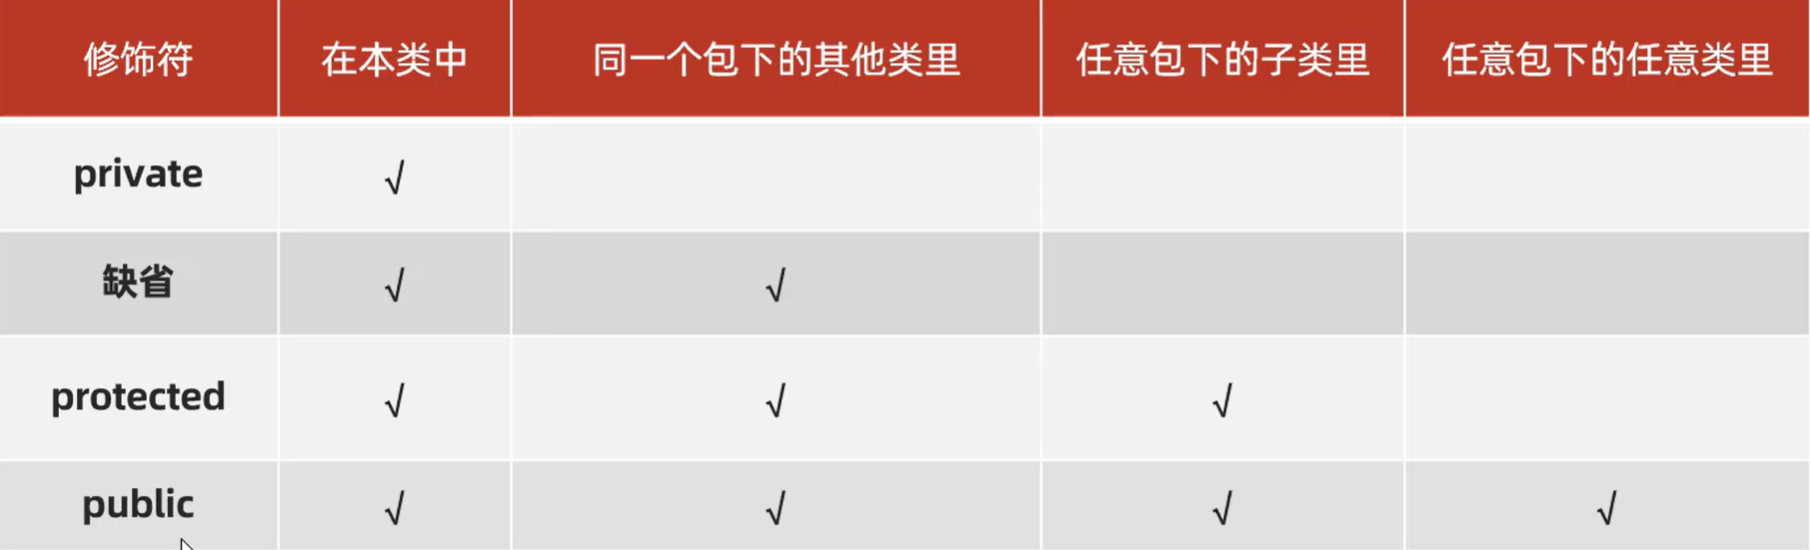 修饰符 在本类中 同一个包下的其他类里 任意包下的子类里 任意包下的任意类里
private √
缺省 √ √
protected √ √ √
public √ √ √ √